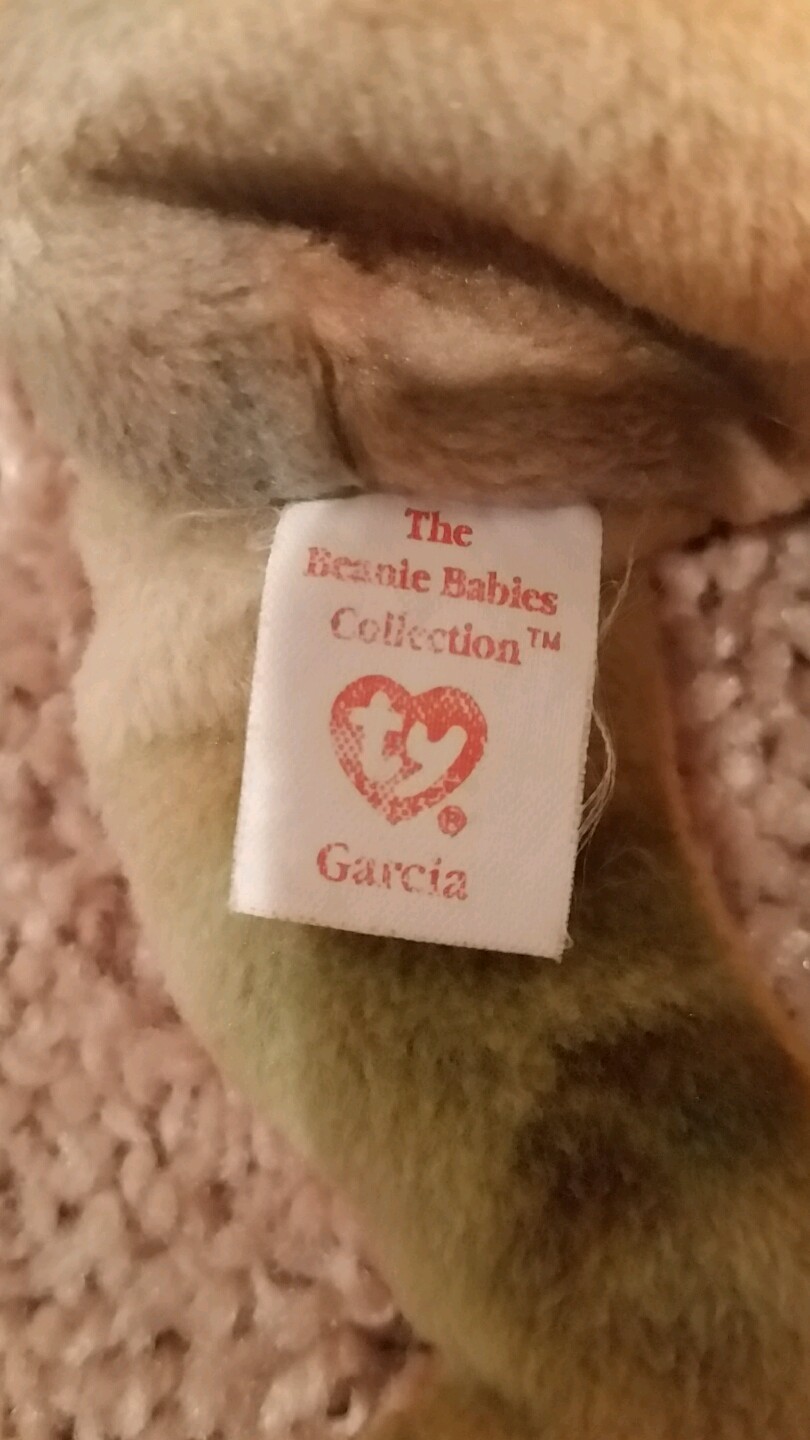 The
Beanie Babies
Collection™
ty®
Garcia